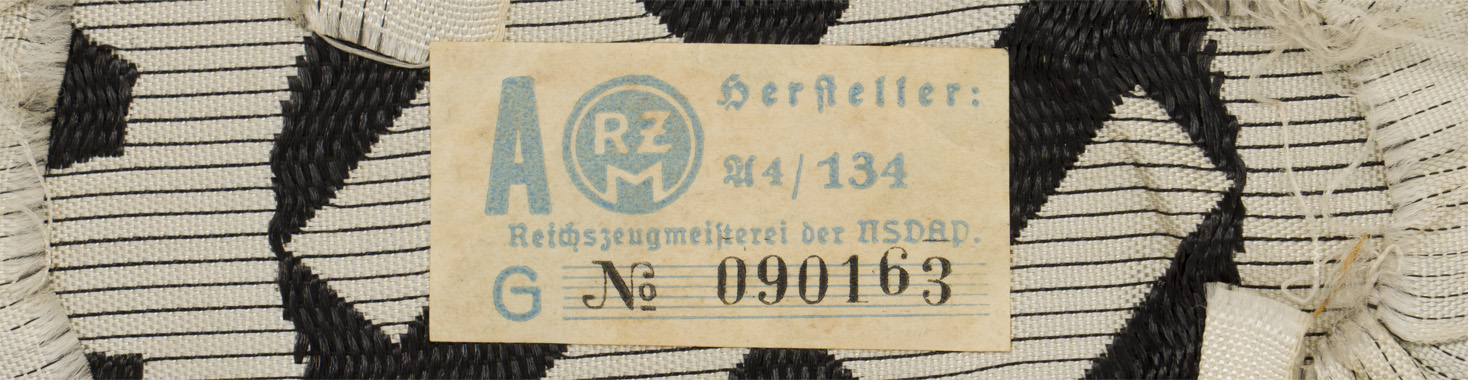 A RZM Hersteller:
A4/134
Reichszeugmeisterei der NSDAP.
G № 090163